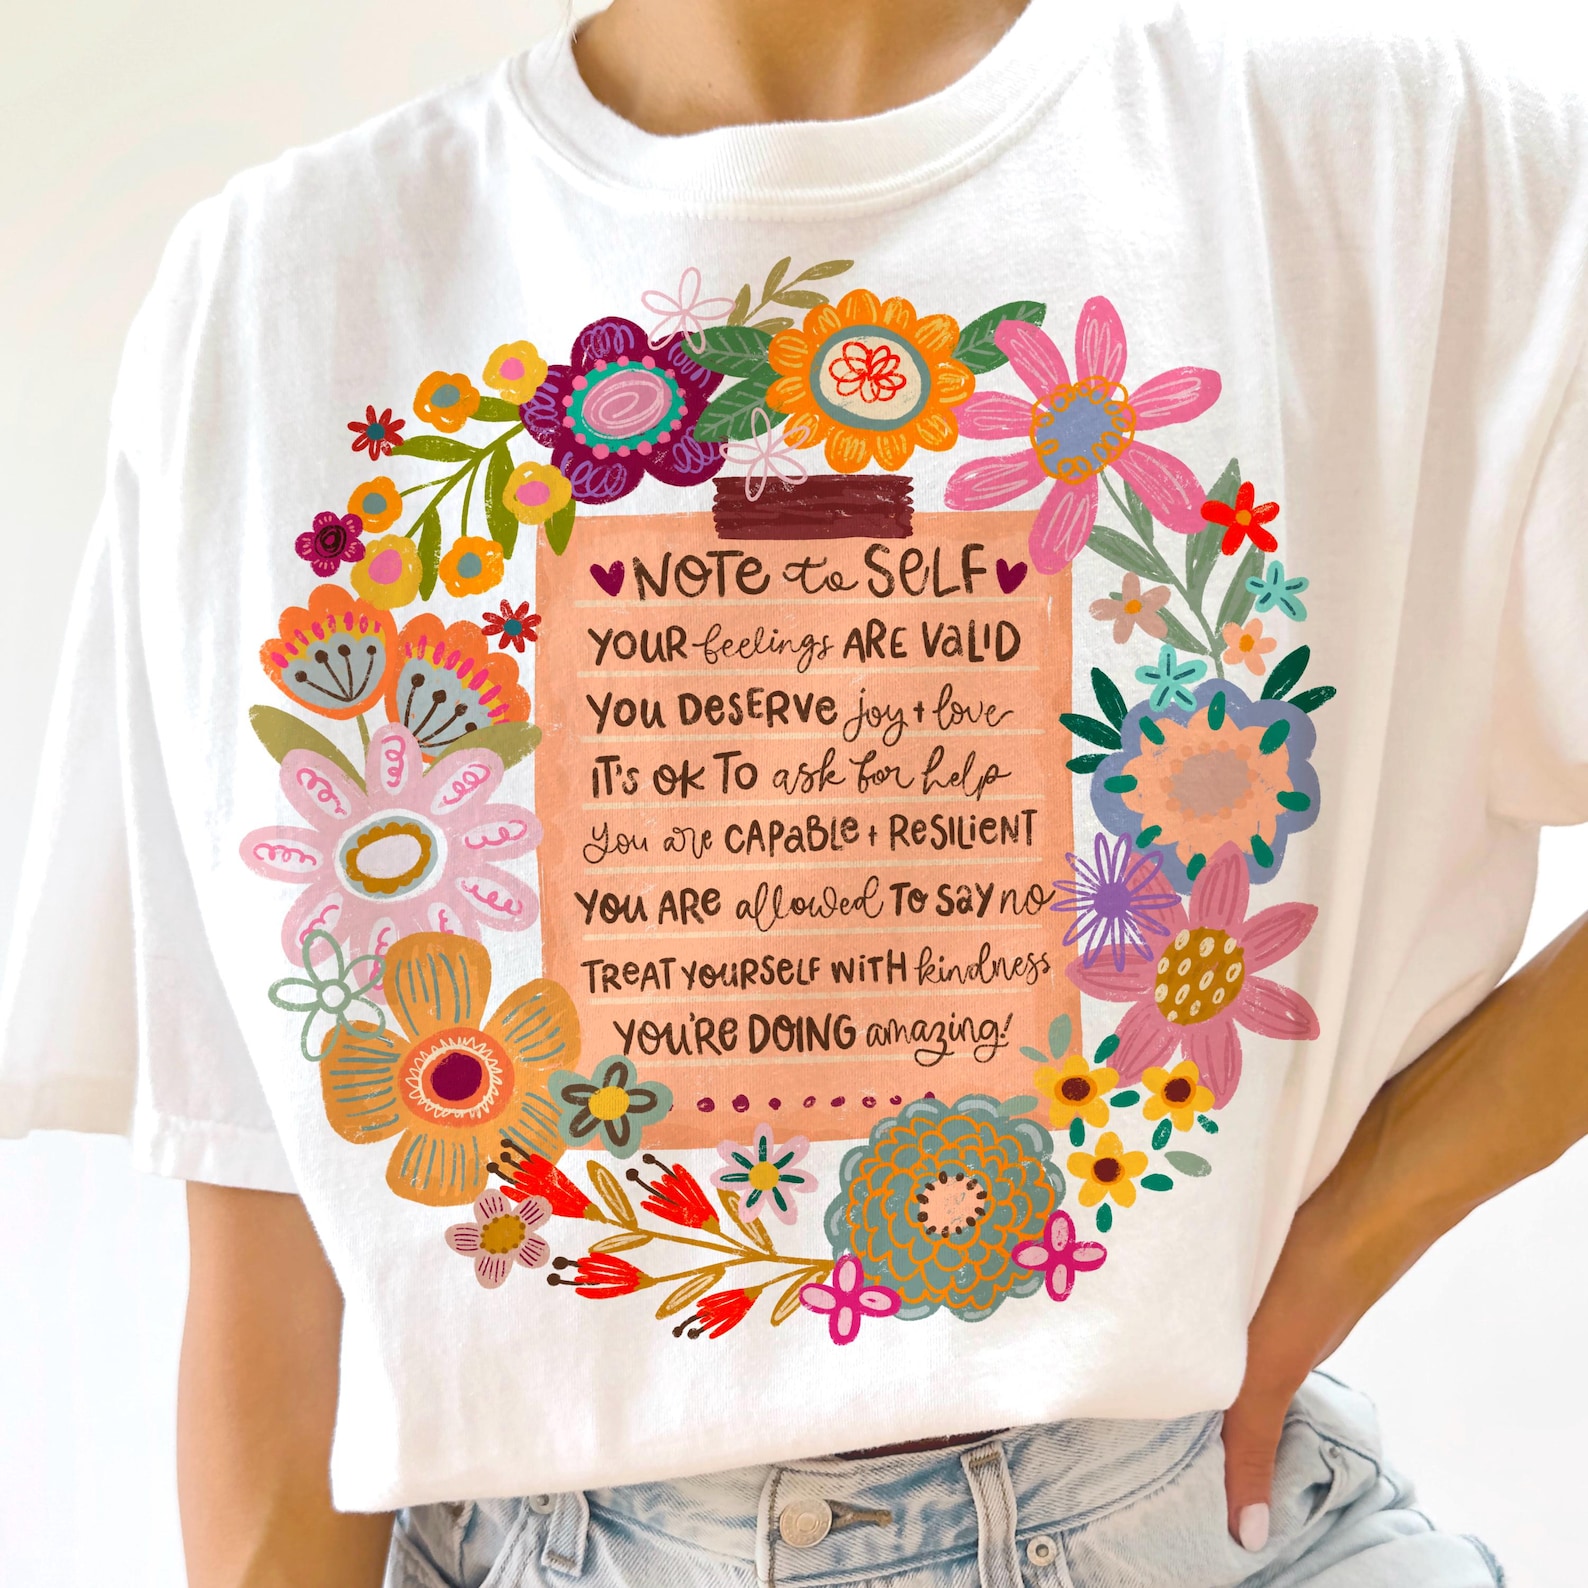 NOTE to SELF
YOUR feelings ARE VALID
YOU DESERVE joy + love
IT'S OK TO ask for help
You are CAPABLE + RESILIENT
YOU ARE allowed TO SAY no
TREAT YOURSELF WITH kindness
YOU'RE DOING amazing!